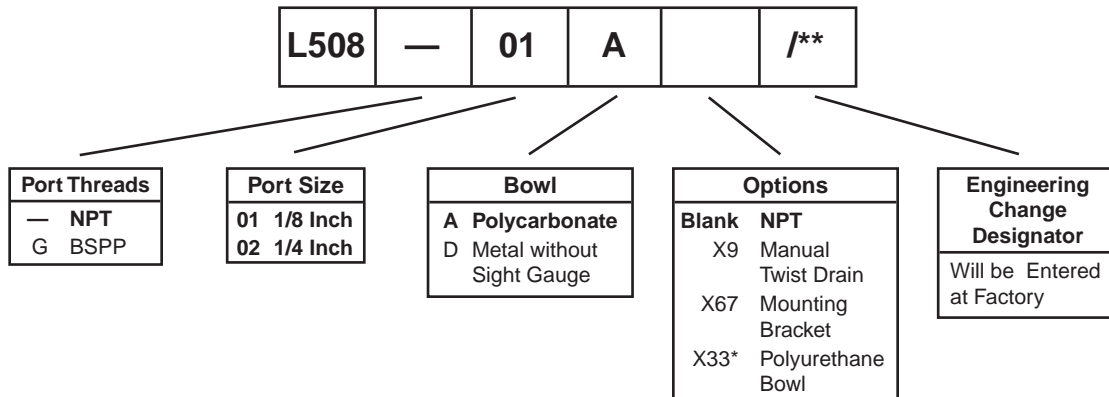 L508 — 01 A /**
Port Threads
— NPT
G BSPP
Port Size
01 1/8 Inch
02 1/4 Inch
Bowl
A Polycarbonate
D Metal without
Sight Gauge
Options
Blank NPT
X9 Manual
Twist Drain
X67 Mounting
Bracket
X33* Polyurethane
Bowl
Engineering
Change
Designator
Will be Entered
at Factory